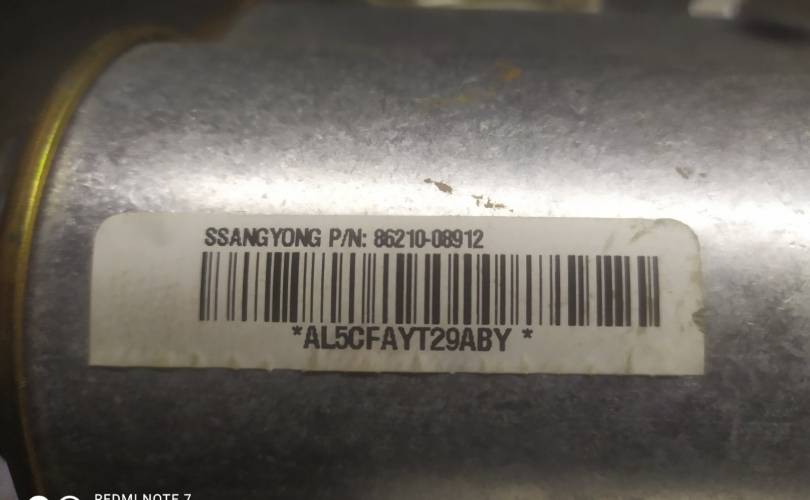 SSANGYONG P/N: 86210-08912
*AL5CFAYT29ABY *
REDMI NOTE 7